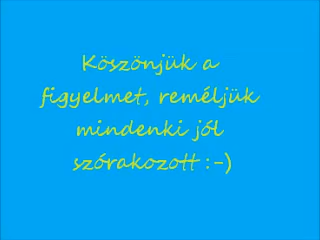 Köszönjük a
figyelmet, reméljük
mindenki jól
szórakozott :-)